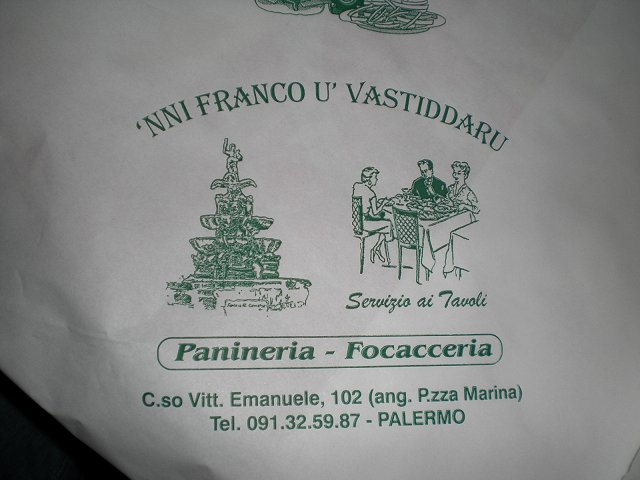 'NNI FRANCO U' VASTIDDARU
Servizio ai Tavoli
Panineria - Focacceria
C.so Vitt. Emanuele, 102 (ang. P.zza Marina)
Tel. 091.32.59.87 - PALERMO